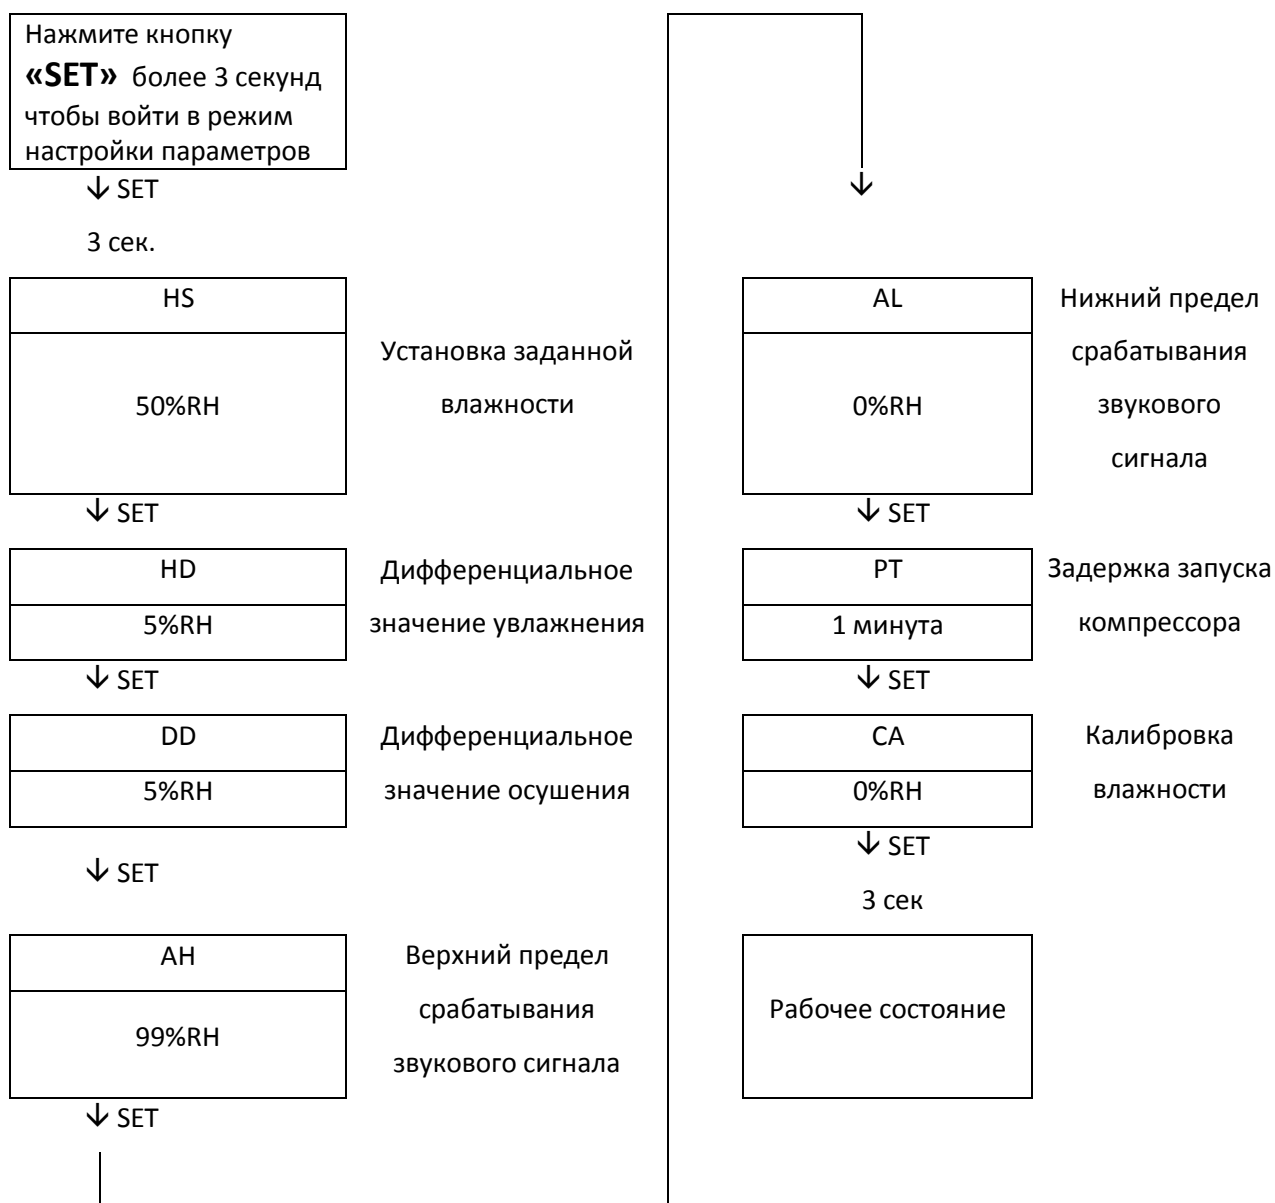 Нажмите кнопку
«SET» более 3 секунд
чтобы войти в режим
настройки параметров
↓ SET
3 сек.
HS
50%RH
Установка заданной
влажности
↓ SET
HD
5%RH
Дифференциальное
значение увлажнения
↓ SET
DD
5%RH
Дифференциальное
значение осушения
↓ SET
AH
99%RH
Верхний предел
срабатывания
звукового сигнала
↓ SET
↓
AL
0%RH
Нижний предел
срабатывания
звукового
сигнала
↓ SET
PT
1 минута
Задержка запуска
компрессора
↓ SET
CA
0%RH
Калибровка
влажности
↓ SET
3 сек
Рабочее состояние